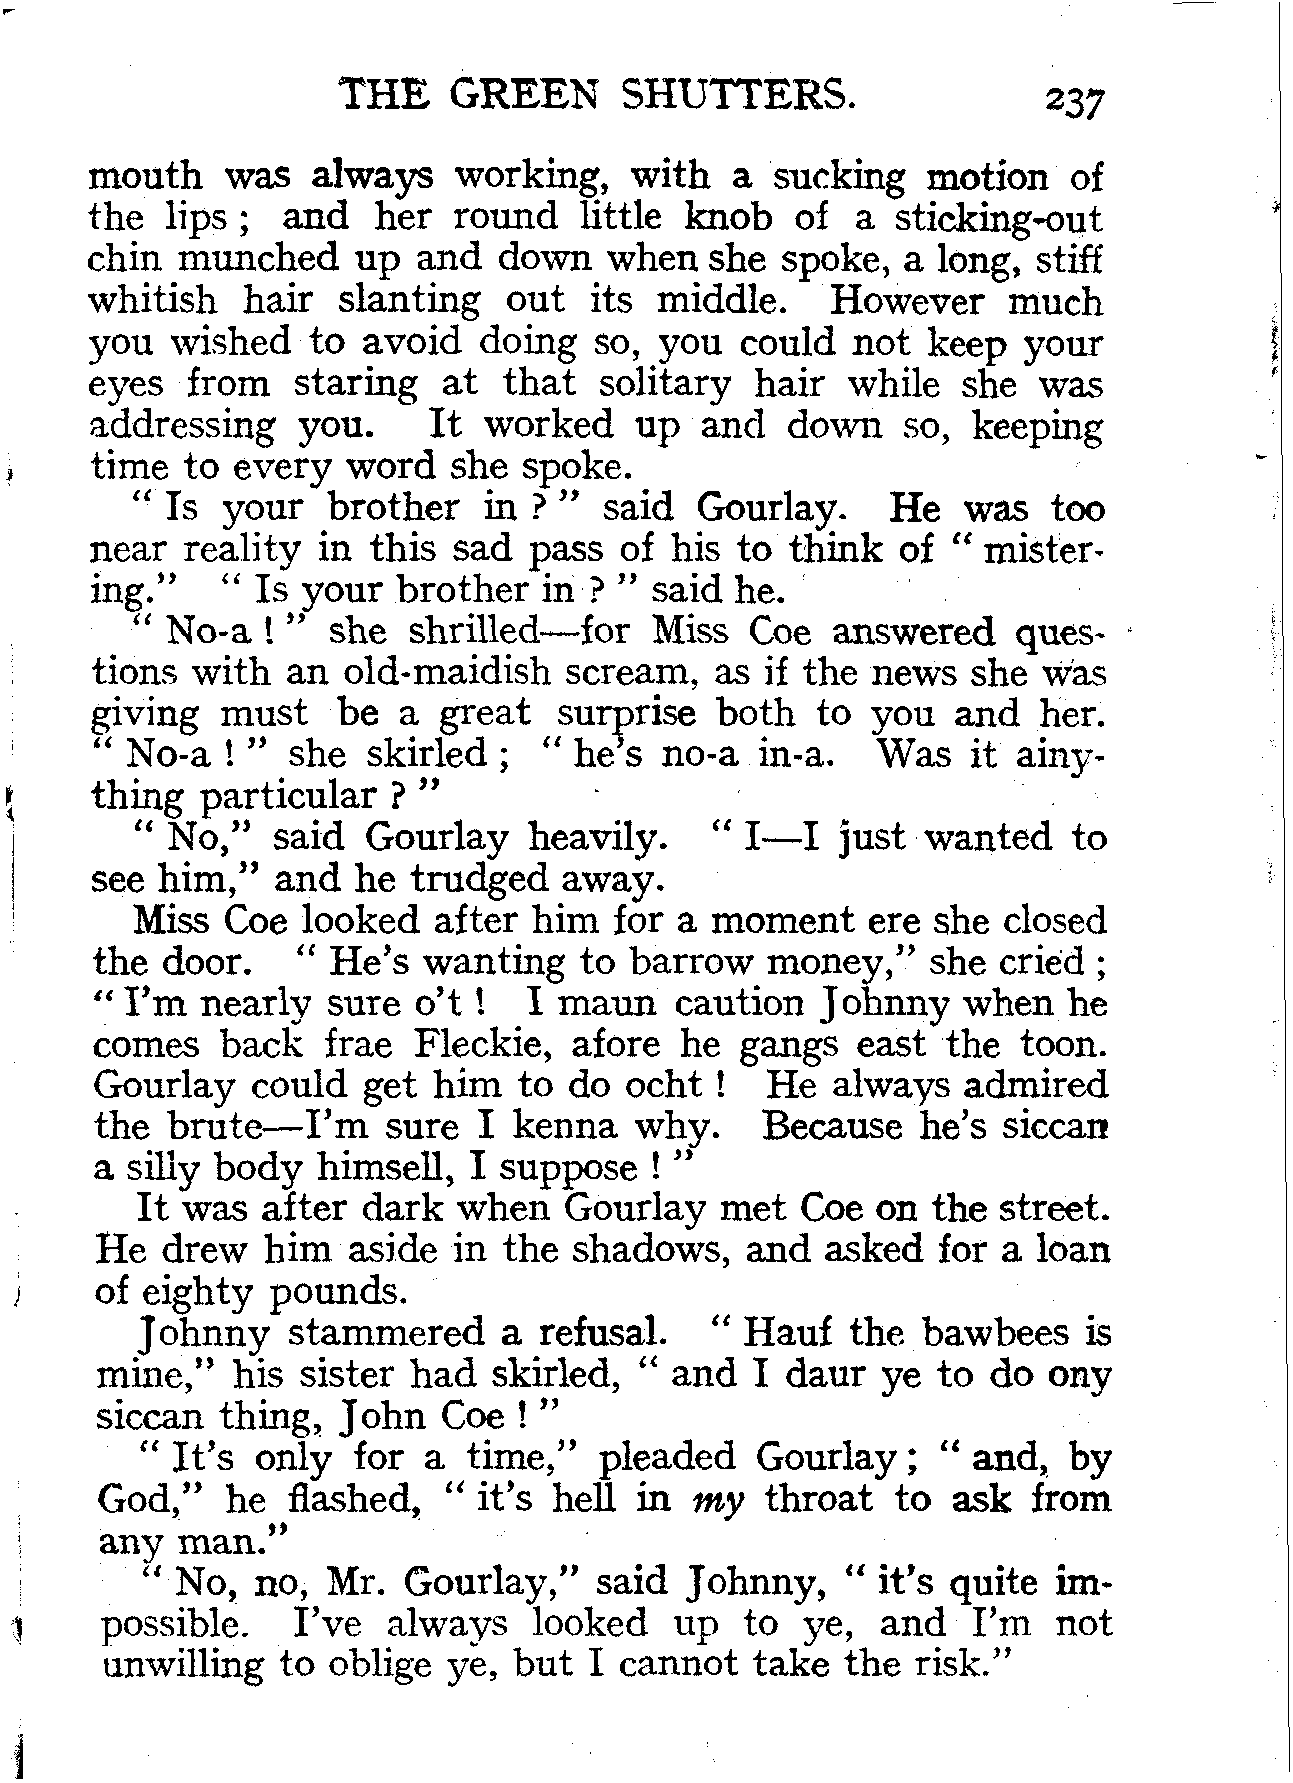 THE GREEN SHUTTERS. 237
mouth was always working, with a sucking motion of
the lips ; and her round little knob of a sticking-out
chin munched up and down when she spoke, a long, stiff
whitish hair slanting out its middle. However much
you wished to avoid doing so, you could not keep your
eyes from staring at that solitary hair while she was
addressing you. It worked up and down so, keeping
time to every word she spoke.
“ Is your brother in ? ” said Gourlay. He was too
near reality in this sad pass of his to think of “ mister-
ing.” “ Is your brother in ? ” said he.
“ No-a ! ” she shrilled—for Miss Coe answered ques-
tions with an old-maidish scream, as if the news she was
giving must be a great surprise both to you and her.
“ No-a ! ” she skirled ; “ he’s no-a in-a. Was it ainy-
thing particular ? ”
“ No,” said Gourlay heavily. “ I—I just wanted to
see him,” and he trudged away.
Miss Coe looked after him for a moment ere she closed
the door. “ He’s wanting to barrow money,” she cried ;
“ I’m nearly sure o’t ! I maun caution Johnny when he
comes back frae Fleckie, afore he gangs east the toon.
Gourlay could get him to do ocht ! He always admired
the brute—I’m sure I kenna why. Because he’s siccan
a silly body himsell, I suppose ! ”
It was after dark when Gourlay met Coe on the street.
He drew him aside in the shadows, and asked for a loan
of eighty pounds.
Johnny stammered a refusal. “ Hauf the bawbees is
mine,” his sister had skirled, “ and I daur ye to do ony
siccan thing, John Coe ! ”
“ It’s only for a time,” pleaded Gourlay ; “ and, by
God,” he flashed, “ it’s hell in my throat to ask from
any man.”
“ No, no, Mr. Gourlay,” said Johnny, “ it’s quite im-
possible. I’ve always looked up to ye, and I’m not
unwilling to oblige ye, but I cannot take the risk.”